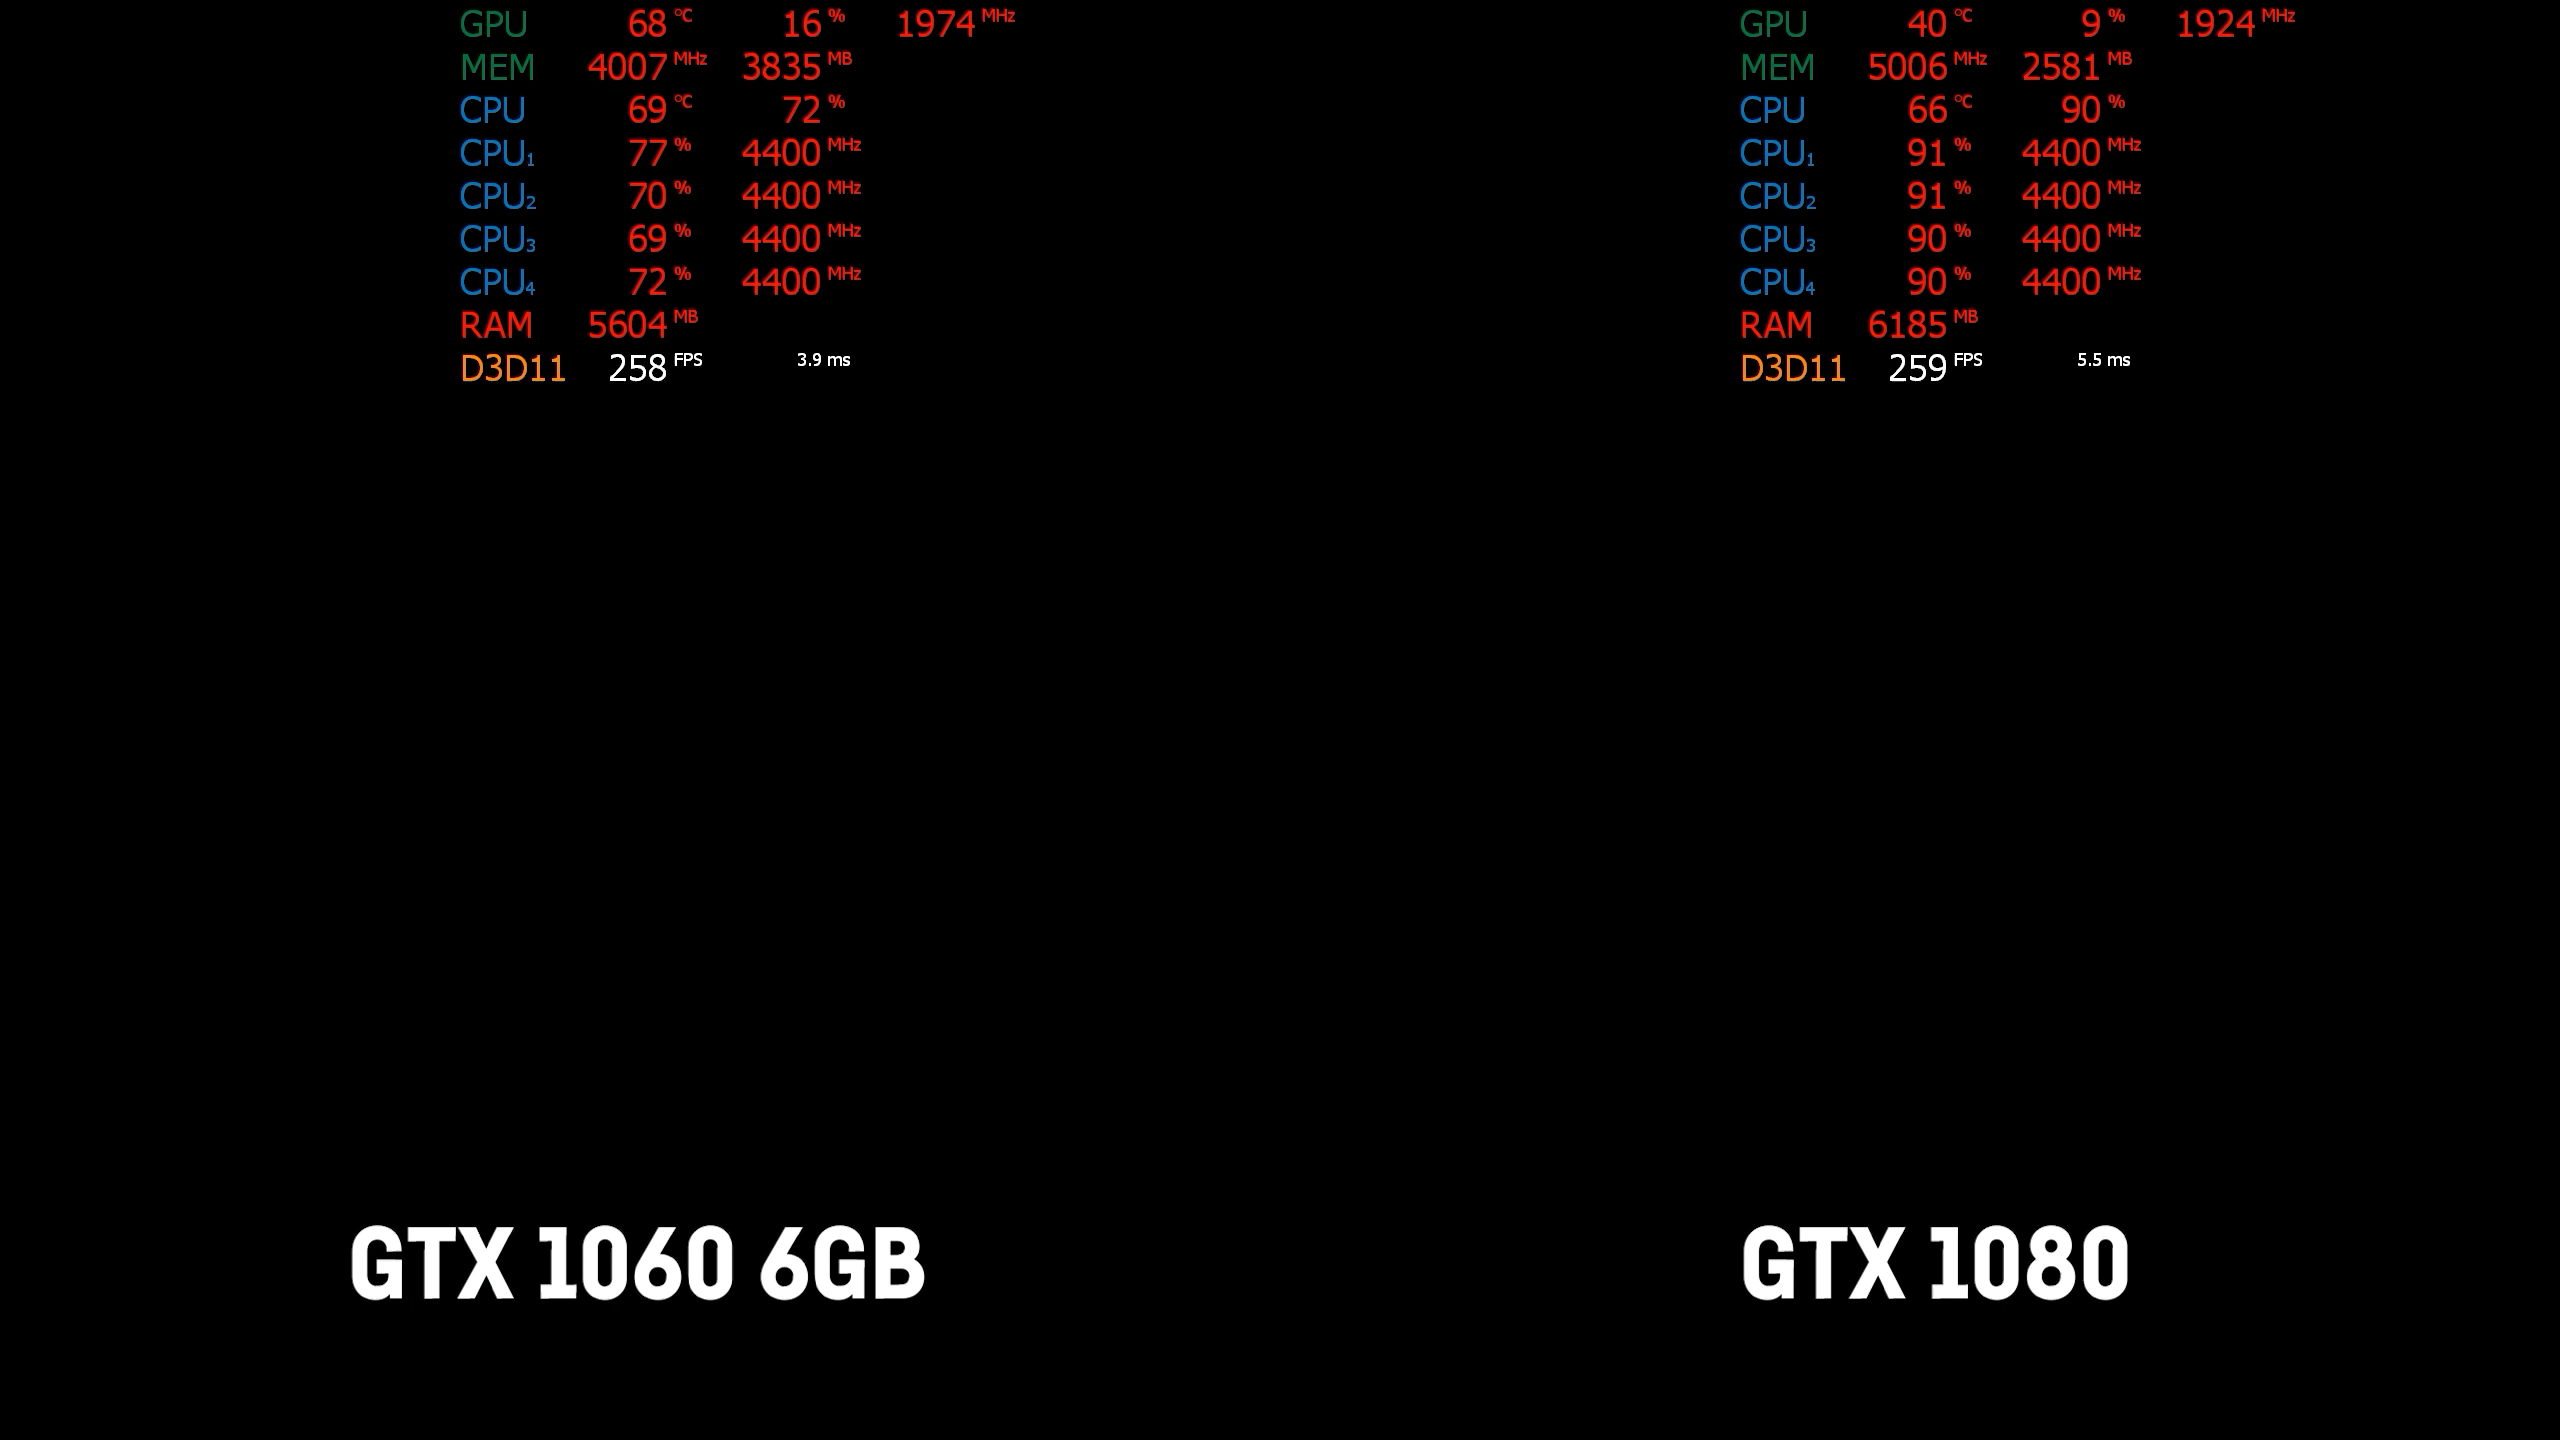 GPU 68 °C 16 % 1974 MHz
MEM 4007 MHz 3835 MB
CPU 69 °C 72 %
CPU1 77 % 4400 MHz
CPU2 70 % 4400 MHz
CPU3 69 % 4400 MHz
CPU4 72 % 4400 MHz
RAM 5604 MB
D3D11 258 FPS 3.9 ms
GPU 40 °C 9 % 1924 MHz
MEM 5006 MHz 2581 MB
CPU 66 °C 90 %
CPU1 91 % 4400 MHz
CPU2 91 % 4400 MHz
CPU3 90 % 4400 MHz
CPU4 90 % 4400 MHz
RAM 6185 MB
D3D11 259 FPS 5.5 ms
GTX 1060 6GB
GTX 1080